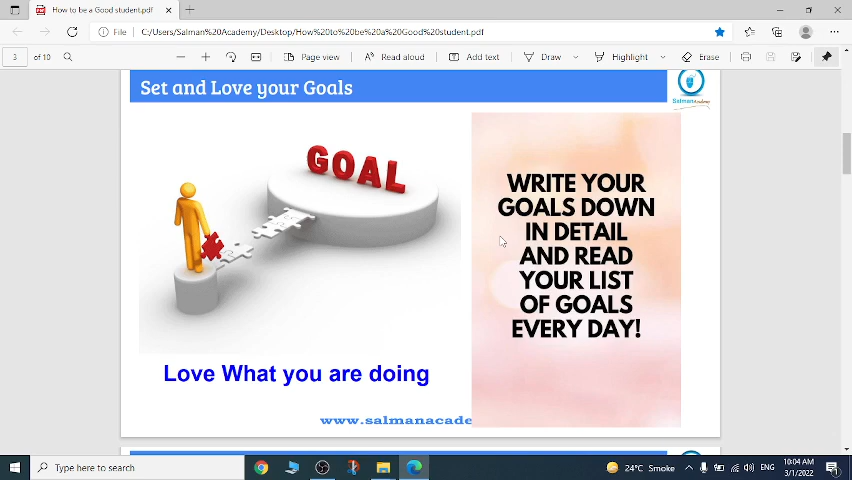 How to be a Good student.pdf
File
C:/Users/Salman%20Academy/Desktop/How%20to%20be%20a%20Good%20student.pdf
3 of 10
Page view
Read aloud
Add text
Draw
Highlight
Erase
Set and Love your Goals
SalmanAcademy
GOAL
WRITE YOUR
GOALS DOWN
IN DETAIL
AND READ
YOUR LIST
OF GOALS
EVERY DAY!
Love What you are doing
www.salmanacade
Type here to search
24°C Smoke
ENG
10:04 AM
3/1/2022